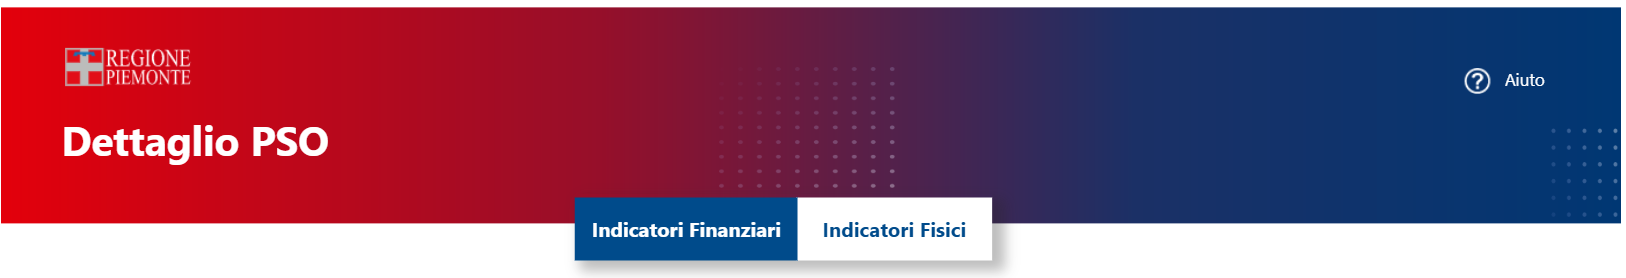 REGIONE
PIEMONTE
? Aiuto
Dettaglio PSO
Indicatori Finanziari
Indicatori Fisici